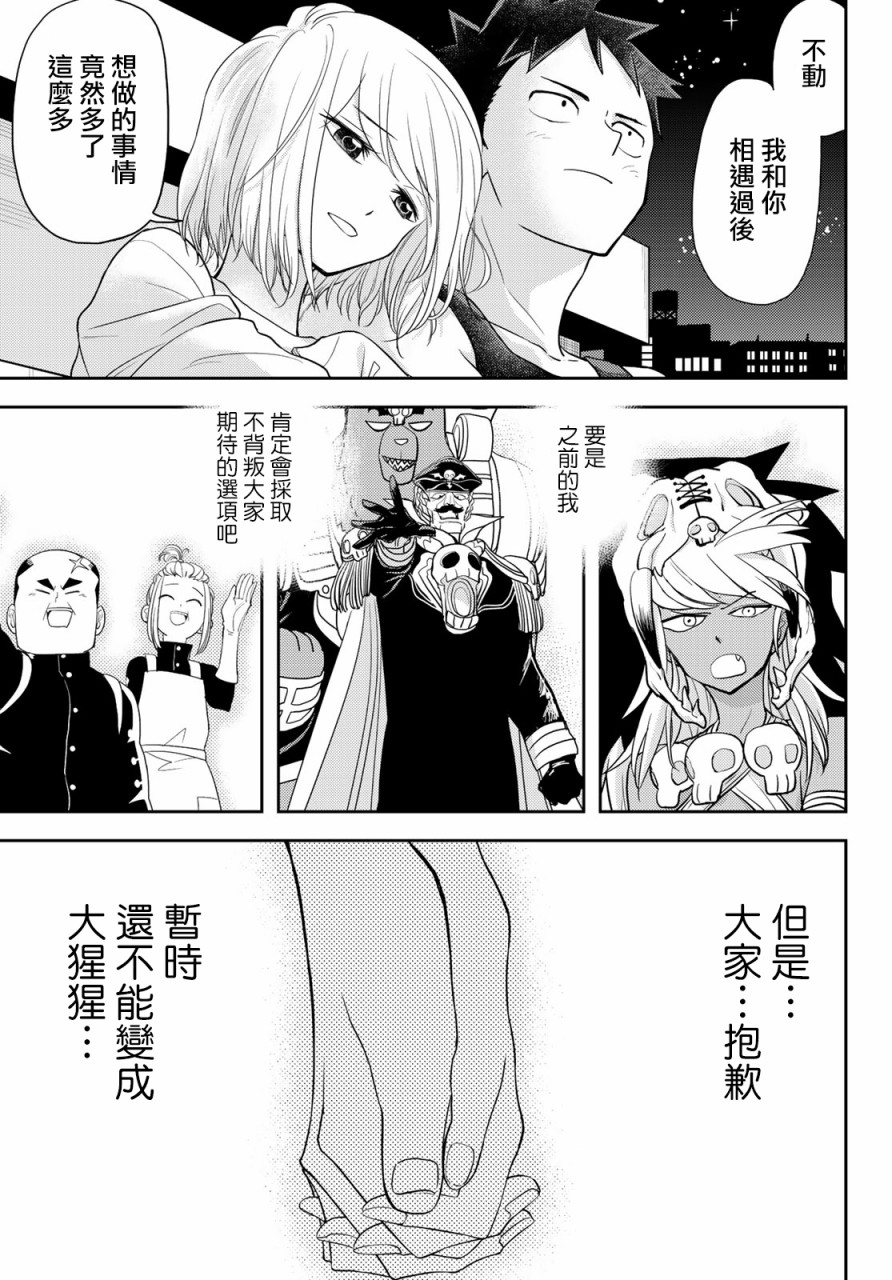 不動
我和你
相遇過後
想做的事情
竟然多了
這麼多
要是
之前的我
肯定會採取
不背叛大家
期待的選項吧
但是…
大家…抱歉
暫時
還不能變成
大猩猩…